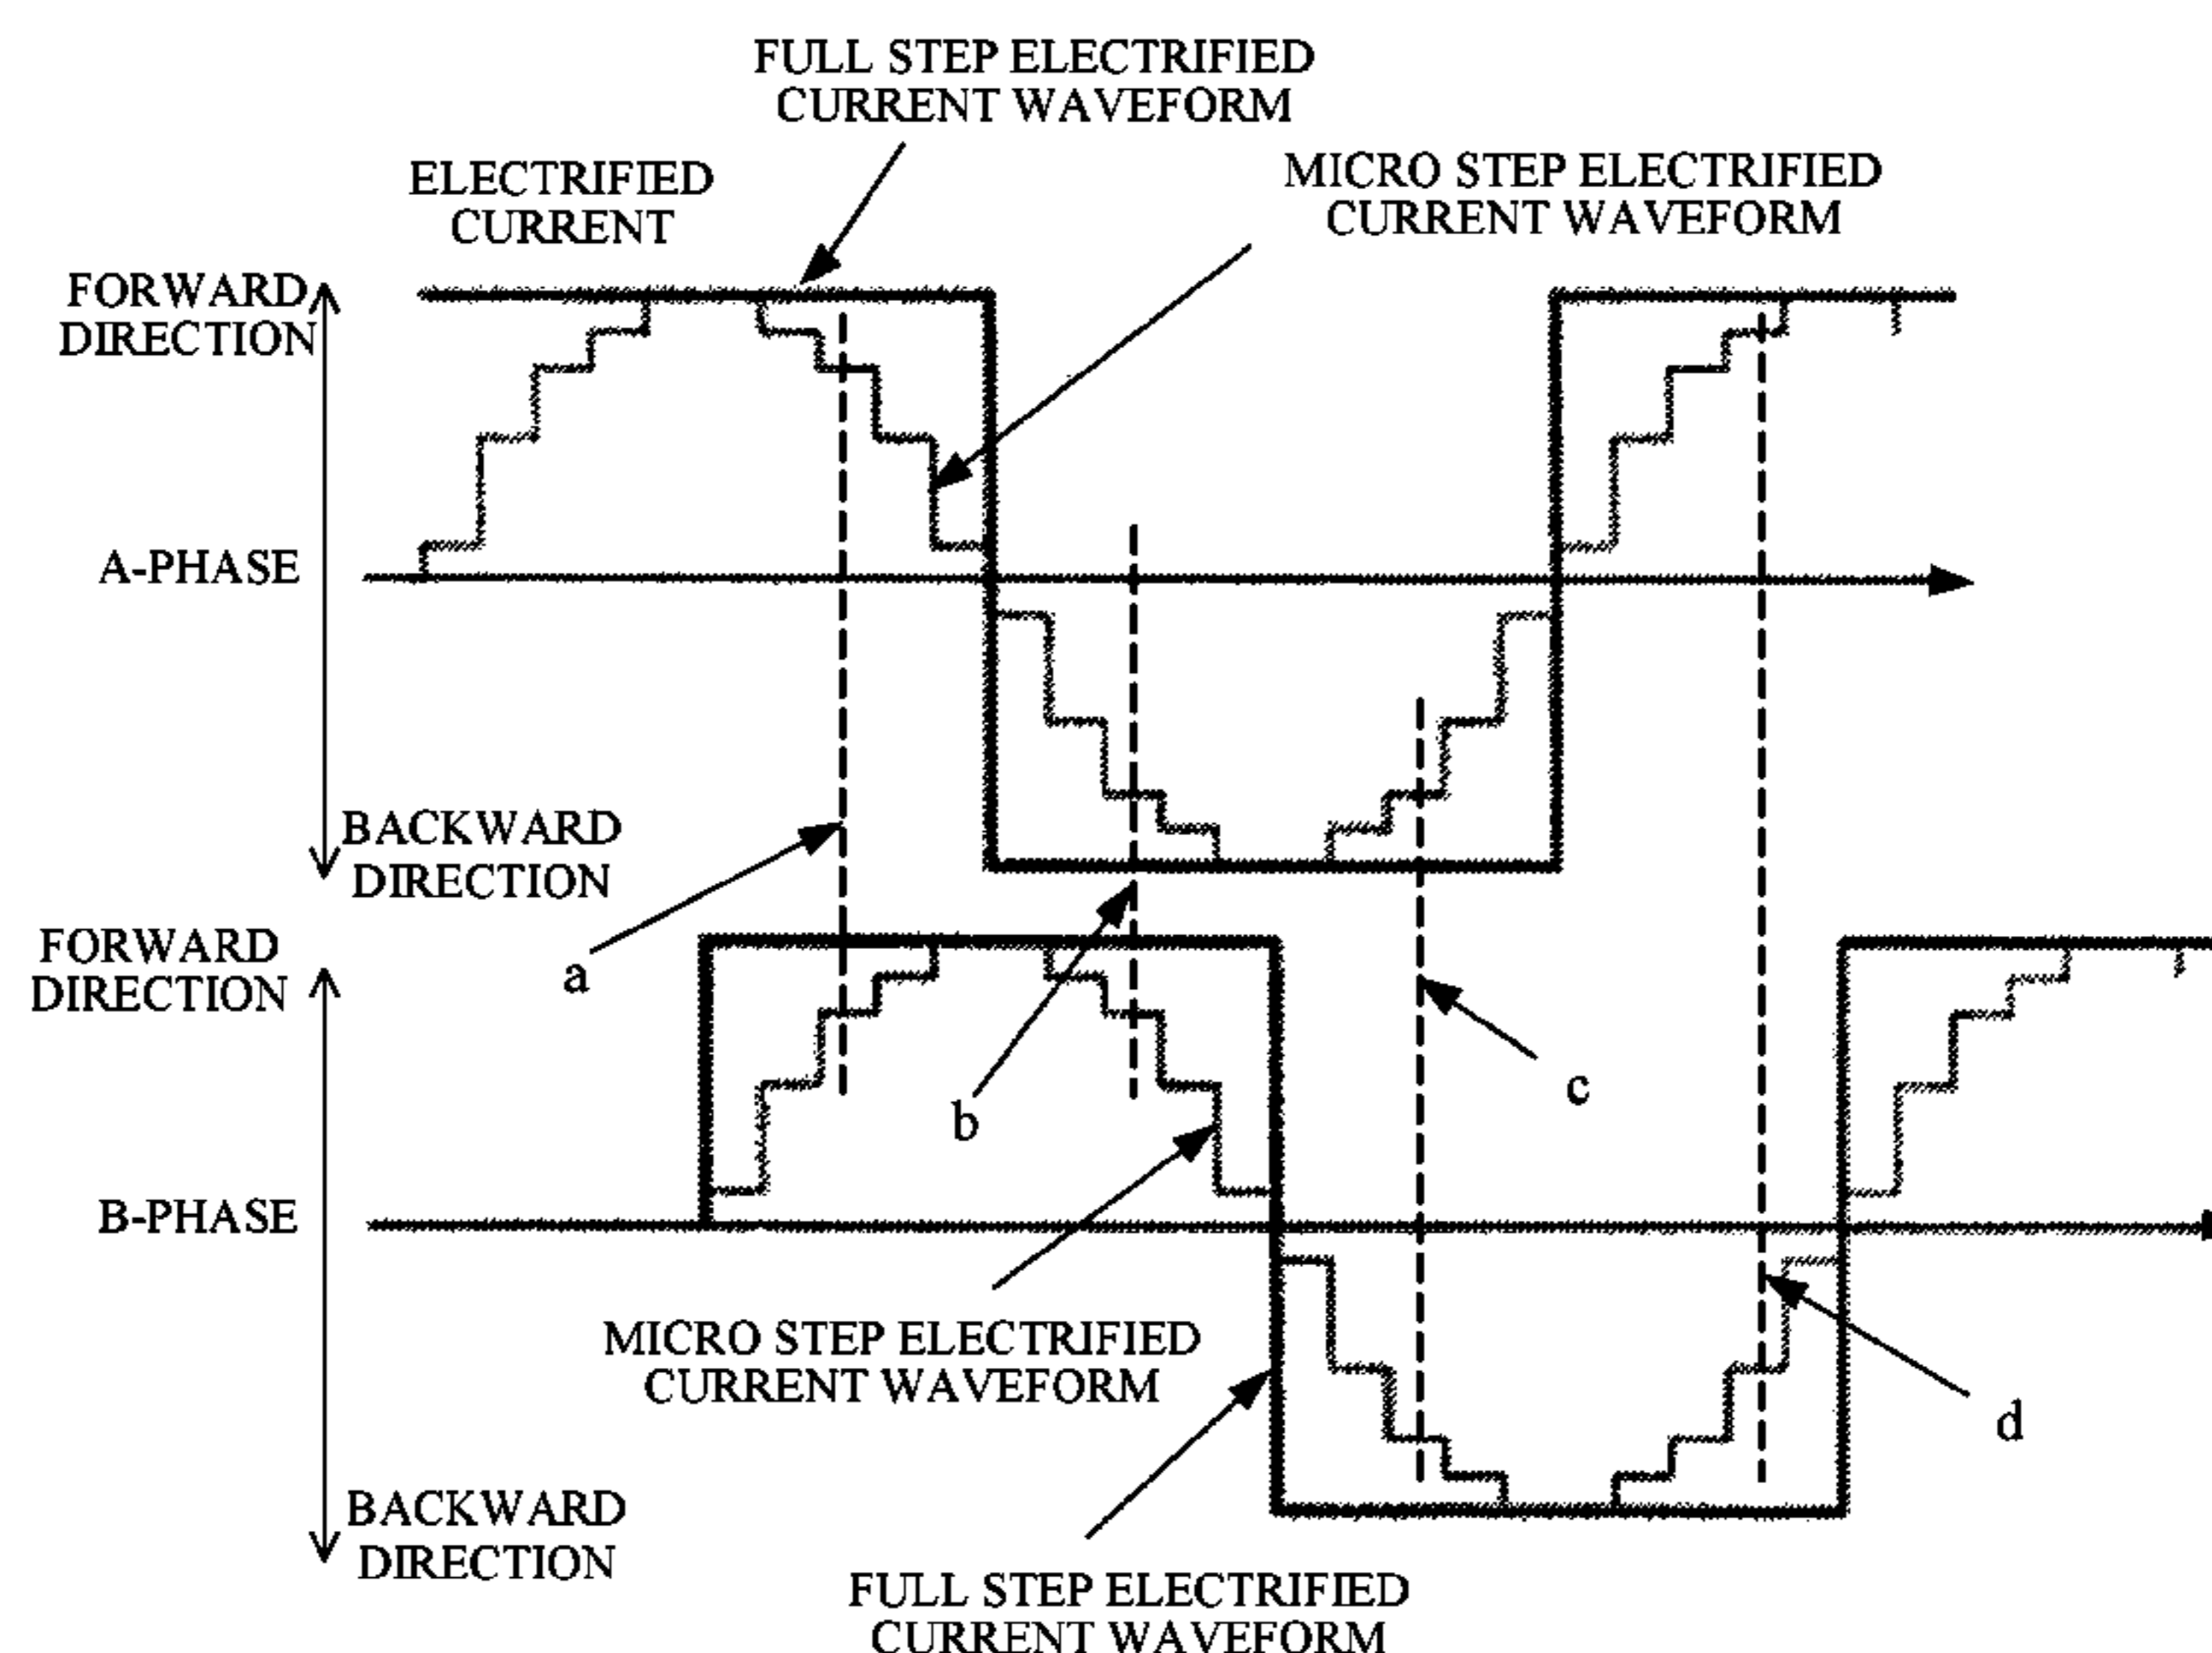 FULL STEP ELECTRIFIED
CURRENT WAVEFORM
ELECTRIFIED
CURRENT
MICRO STEP ELECTRIFIED
CURRENT WAVEFORM
FORWARD
DIRECTION
A-PHASE
BACKWARD
DIRECTION
a
FORWARD
DIRECTION
b
c
B-PHASE
MICRO STEP ELECTRIFIED
CURRENT WAVEFORM
d
BACKWARD
DIRECTION
FULL STEP ELECTRIFIED
CURRENT WAVEFORM